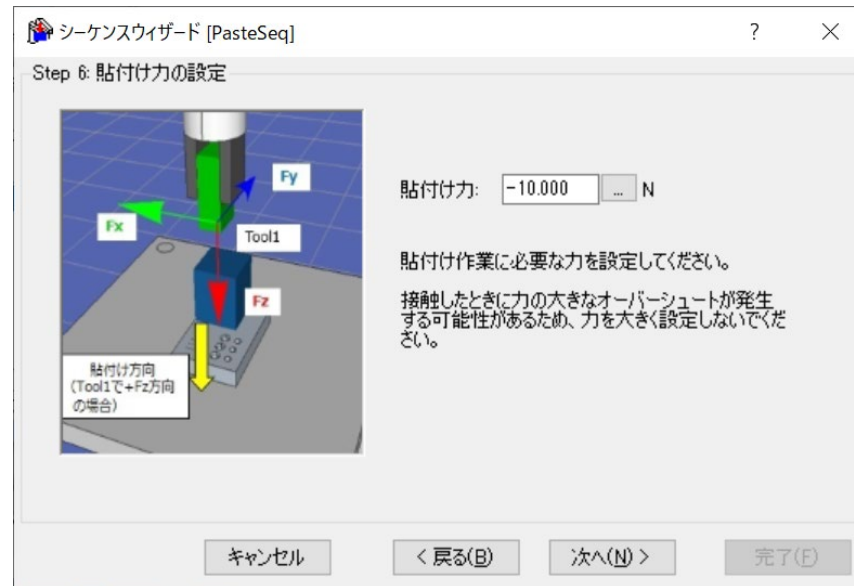 シーケンスウィザード [PasteSeq]
?
Step 6: 貼付け力の設定
Fy
Fx
Tool1
Fz
貼付け方向
(Tool1で+Fz方向
の場合)
貼付け力: -10.000 ... N
貼付け作業に必要な力を設定してください。
接触したときに力の大きなオーバーシュートが発生
する可能性があるため、力を大きく設定しないでくだ
さい。
キャンセル
< 戻る(B)
次へ(N) >
完了(F)